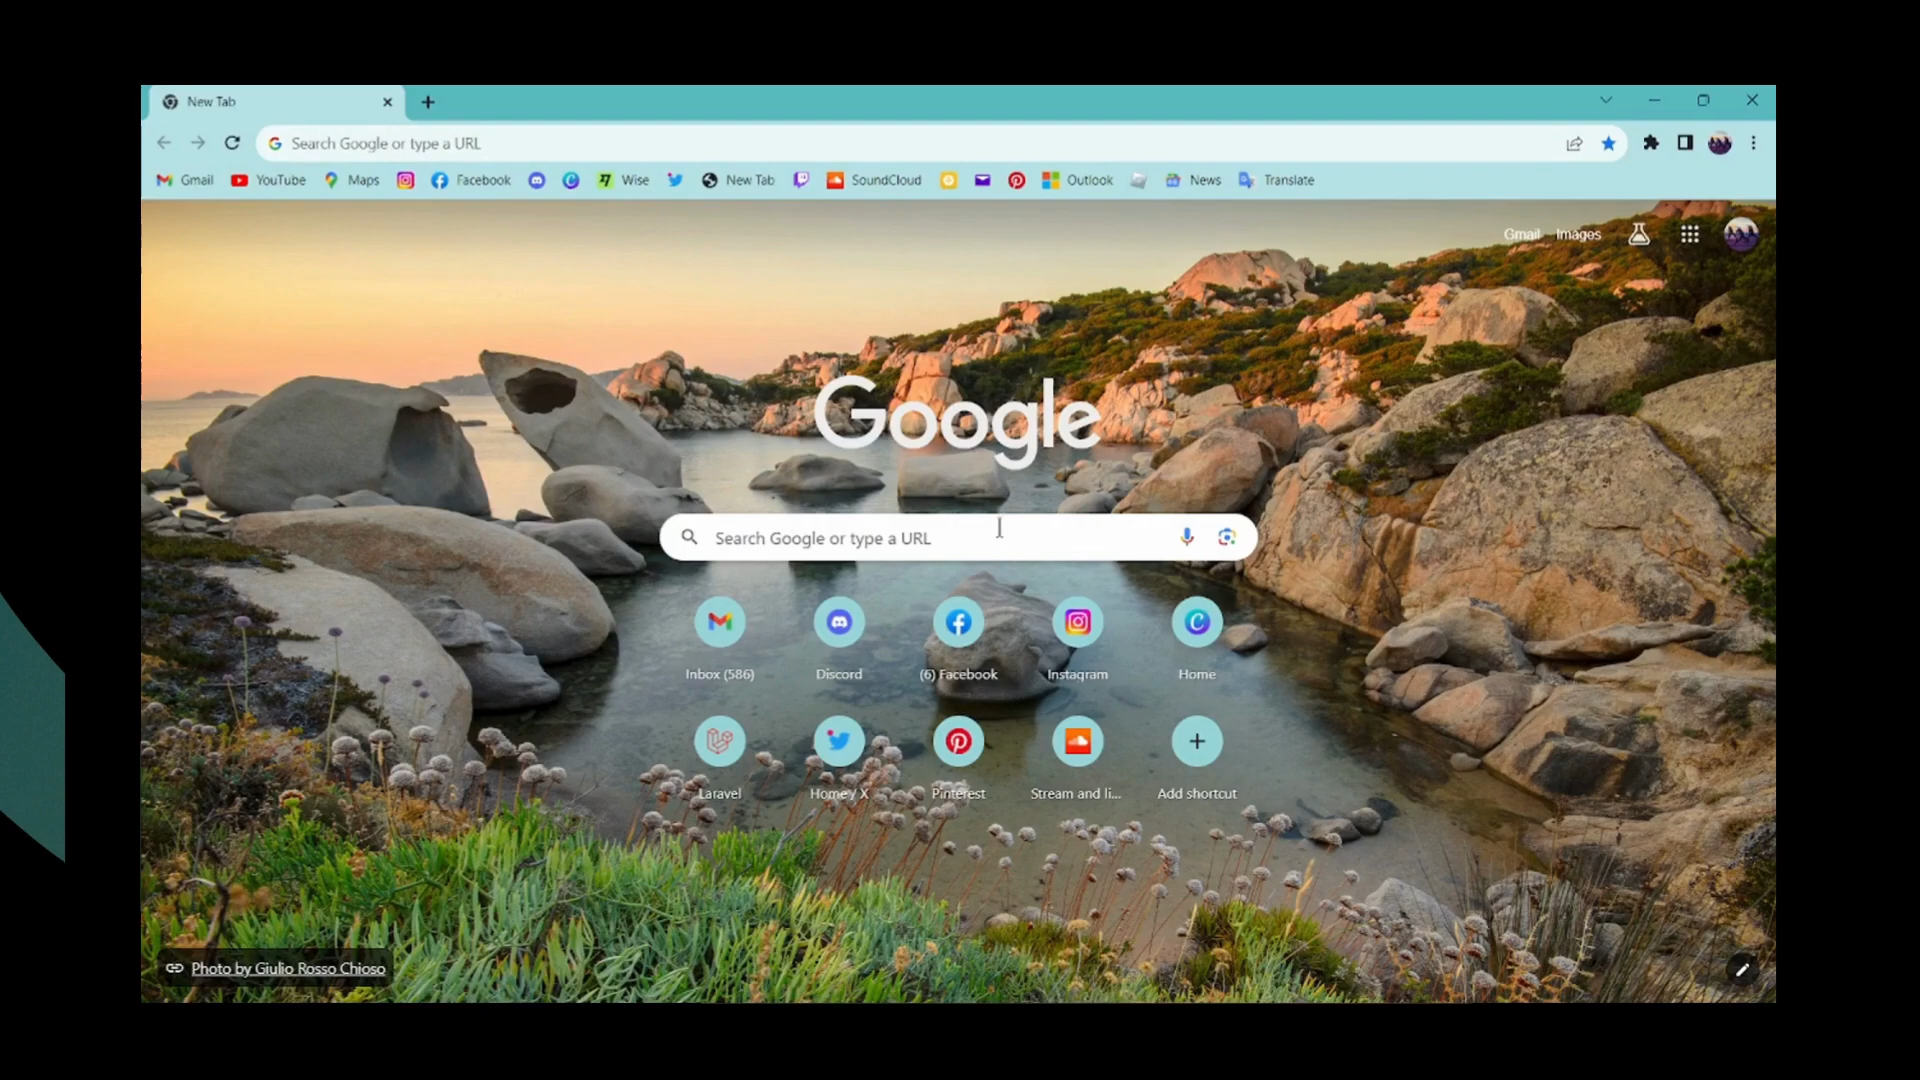 New Tab
Search Google or type a URL
Gmail YouTube Maps Facebook Wise New Tab SoundCloud Outlook News Translate
Gmail Images
Google
Search Google or type a URL
Inbox (586) Discord (6) Facebook Instagram Home
Laravel Home / X Pinterest Stream and li... Add shortcut
Photo by Giulio Rosso Chioso